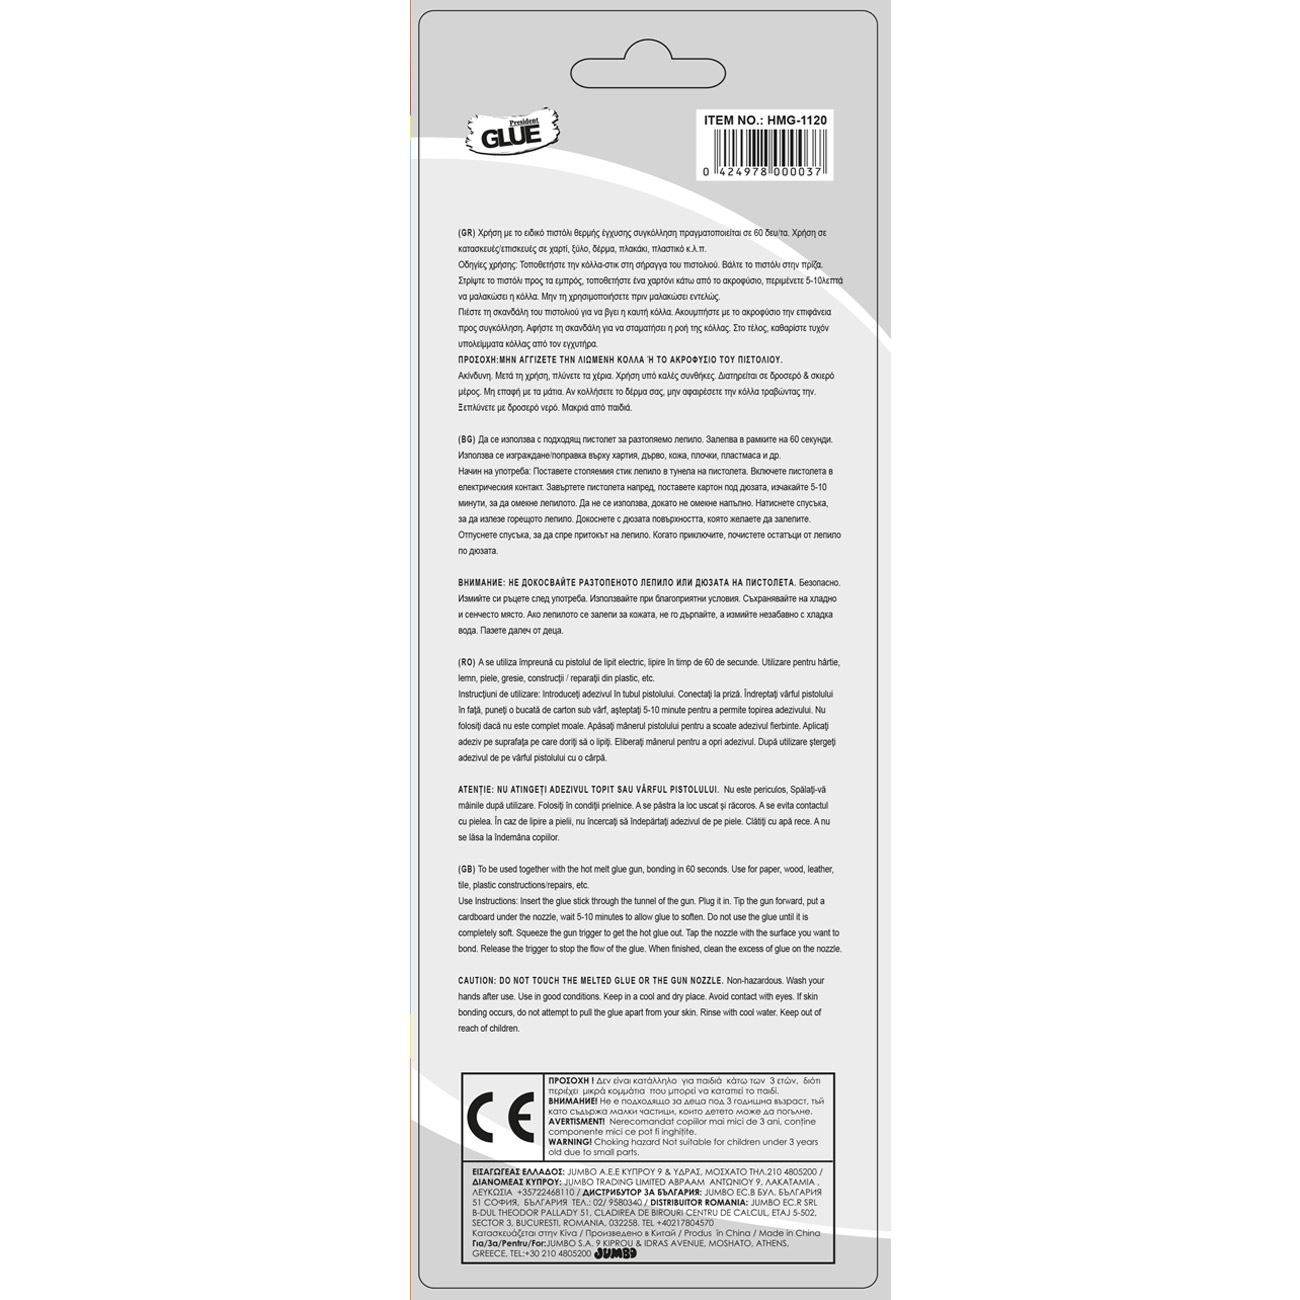 President
GLUE
ITEM NO.: HMG-1120
0 424978 000037
(GR) Χρήση με το ειδικό πιστόλι θερμής έγχυσης συγκόλληση πραγματοποιείται σε 60 δευ/τα. Χρήση σε
κατασκευές/επισκευές σε χαρτί, ξύλο, δέρμα, πλακάκι, πλαστικό κ.λ.π.
Οδηγίες χρήσης: Τοποθετήστε την κόλλα-στικ στη σήραγγα του πιστολιού. Βάλτε το πιστόλι στην πρίζα.
Στρίψτε το πιστόλι προς τα εμπρός, τοποθετήστε ένα χαρτόνι κάτω από το ακροφύσιο, περιμένετε 5-10λεπτά
να μαλακώσει η κόλλα. Μην τη χρησιμοποιήσετε πριν μαλακώσει εντελώς.
Πιέστε τη σκανδάλη του πιστολιού για να βγει η καυτή κόλλα. Ακουμπήστε με το ακροφύσιο την επιφάνεια
προς συγκόλληση. Αφήστε τη σκανδάλη για να σταματήσει η ροή της κόλλας. Στο τέλος, καθαρίστε τυχόν
υπολείμματα κόλλας από τον εγχυτήρα.
ΠΡΟΣΟΧΗ:ΜΗΝ ΑΓΓΙΖΕΤΕ ΤΗΝ ΛΙΩΜΕΝΗ ΚΟΛΛΑ Ή ΤΟ ΑΚΡΟΦΥΣΙΟ ΤΟΥ ΠΙΣΤΟΛΙΟΥ.
Ακίνδυνη. Μετά τη χρήση, πλύνετε τα χέρια. Χρήση υπό καλές συνθήκες. Διατηρείται σε δροσερό & σκιερό
μέρος. Μη επαφή με τα μάτια. Αν κολλήσετε το δέρμα σας, μην αφαιρέσετε την κόλλα τραβώντας την.
Ξεπλύνετε με δροσερό νερό. Μακριά από παιδιά.
(BG) Да се използва с подходящ пистолет за разтопяемо лепило. Залепва в рамките на 60 секунди.
Използва се изграждане/поправка върху хартия, дърво, кожа, плочки, пластмаса и др.
Начин на употреба: Поставете стопяемия стик лепило в тунела на пистолета. Включете пистолета в
електрическия контакт. Завъртете пистолета напред, поставете картон под дюзата, изчакайте 5-10
минути, за да омекне лепилото. Да не се използва, докато не омекне напълно. Натиснете спусъка,
за да излезе горещото лепило. Докоснете с дюзата повърхността, която желаете да залепите.
Отпуснете спусъка, за да спре притокът на лепило. Когато приключите, почистете остатъци от лепило
по дюзата.
ВНИМАНИЕ: НЕ ДОКОСВАЙТЕ РАЗТОПЕНОТО ЛЕПИЛО ИЛИ ДЮЗАТА НА ПИСТОЛЕТА. Безопасно.
Измийте си ръцете след употреба. Използвайте при благоприятни условия. Съхранявайте на хладно
и сенчесто място. Ако лепилото се залепи за кожата, не го дърпайте, а измийте незабавно с хладка
вода. Пазете далеч от деца.
(RO) A se utiliza împreună cu pistolul de lipit electric, lipire în timp de 60 de secunde. Utilizare pentru hârtie,
lemn, piele, gresie, construcții / reparații din plastic, etc.
Instrucțiuni de utilizare: Introduceți adezivul în tubul pistolului. Conectați la priză. Îndreptați vârful pistolului
în față, puneți o bucată de carton sub vârf, așteptați 5-10 minute pentru a permite topirea adezivului. Nu
folosiți dacă nu este complet moale. Apăsați mânerul pistolului pentru a scoate adezivul fierbinte. Aplicați
adeziv pe suprafața pe care doriți să o lipiți. Eliberați mânerul pentru a opri adezivul. După utilizare ștergeți
adezivul de pe vârful pistolului cu o cârpă.
ATENȚIE: NU ATINGEȚI ADEZIVUL TOPIT SAU VÂRFUL PISTOLULUI. Nu este periculos, Spălați-vă
mâinile după utilizare. Folosiți în condiții prielnice. A se păstra la loc uscat și răcoros. A se evita contactul
cu pielea. În caz de lipire a pielii, nu încercați să îndepărtați adezivul de pe piele. Clătiți cu apă rece. A nu
se lăsa la îndemâna copiilor.
(GB) To be used together with the hot melt glue gun, bonding in 60 seconds. Use for paper, wood, leather,
tile, plastic constructions/repairs, etc.
Use Instructions: Insert the glue stick through the tunnel of the gun. Plug it in. Tip the gun forward, put a
cardboard under the nozzle, wait 5-10 minutes to allow glue to soften. Do not use the glue until it is
completely soft. Squeeze the gun trigger to get the hot glue out. Tap the nozzle with the surface you want to
bond. Release the trigger to stop the flow of the glue. When finished, clean the excess of glue on the nozzle.
CAUTION: DO NOT TOUCH THE MELTED GLUE OR THE GUN NOZZLE. Non-hazardous. Wash your
hands after use. Use in good conditions. Keep in a cool and dry place. Avoid contact with eyes. If skin
bonding occurs, do not attempt to pull the glue apart from your skin. Rinse with cool water. Keep out of
reach of children.
CE
ΠΡΟΣΟΧΗ ! Δεν είναι κατάλληλο για παιδιά κάτω των 3 ετών, διότι
περιέχει μικρά κομμάτια που μπορεί να καταπιεί το παιδί.
ВНИМАНИЕ! Не е подходящо за деца под 3 годишна възраст, тъй
като съдържа малки частици, които детето може да погълне.
AVERTISMENT! Nerecomandat copiilor mai mici de 3 ani, conține
componente mici ce pot fi inghițite.
WARNING! Choking hazard Not suitable for children under 3 years
old due to small parts.
ΕΙΣΑΓΩΓΕΑΣ ΕΛΛΑΔΟΣ: JUMBO A.E.E ΚΥΠΡΟΥ 9 & ΥΔΡΑΣ, ΜΟΣΧΑΤΟ ΤΗΛ.210 4805200 /
ΔΙΑΝΟΜΕΑΣ ΚΥΠΡΟΥ: JUMBO TRADING LIMITED ΑΒΡΑΑΜ ΑΝΤΩΝΙΟΥ 9, ΛΑΚΑΤΑΜΙΑ ,
ΛΕΥΚΩΣΙΑ +35722468110 / ДИСТРИБУТОР ЗА БЪЛГАРИЯ: JUMBO EC.B БУЛ. БЪЛГАРИЯ
51 СОФИЯ, БЪЛГАРИЯ ТЕЛ.: 02/ 9580340 / DISTRIBUITOR ROMANIA: JUMBO EC.R SRL
B-DUL THEODOR PALLADY 51, CLADIREA DE BIROURI CENTRU DE CALCUL, ETAJ 5-502,
SECTOR 3, BUCURESTI, ROMANIA, 032258. TEL +40217804570
Κατασκευάζεται στην Κίνα / Произведено в Китай / Produs in China / Made in China
Για/За/Pentru/For:JUMBO S.A. 9 KIPROU & IDRAS AVENUE, MOSHATO, ATHENS,
GREECE, TEL:+30 210 4805200 JUMBO